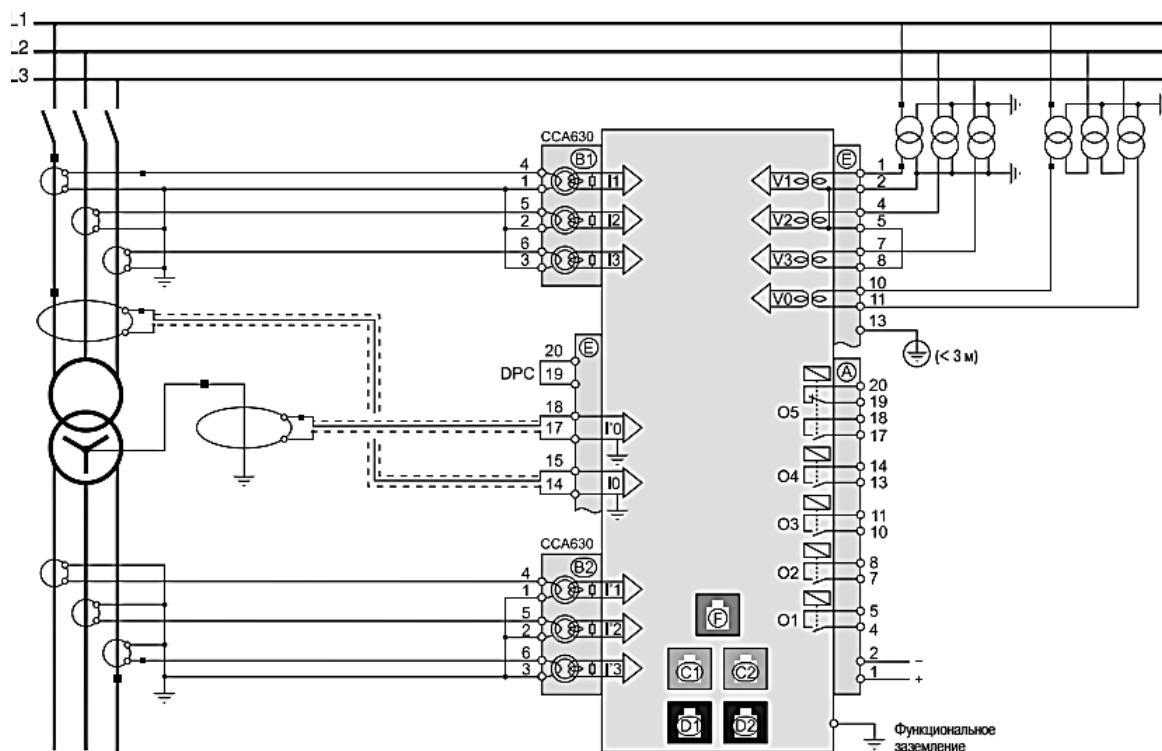 L1
L2
L3
CCA630
B1
4
1
5
2
6
3
I1
I2
I3
E
V1
V2
V3
V0
1
2
4
5
7
8
10
11
13
(< 3 м)
E
20
DPC
19
18
17
15
14
I'0
I0
A
O5
20
19
18
17
O4
14
13
O3
11
10
O2
8
7
O1
5
4
2
–
1
+
CCA630
B2
4
1
5
2
6
3
I'1
I'2
I'3
F
C1
C2
D1
D2
Функциональное
заземление